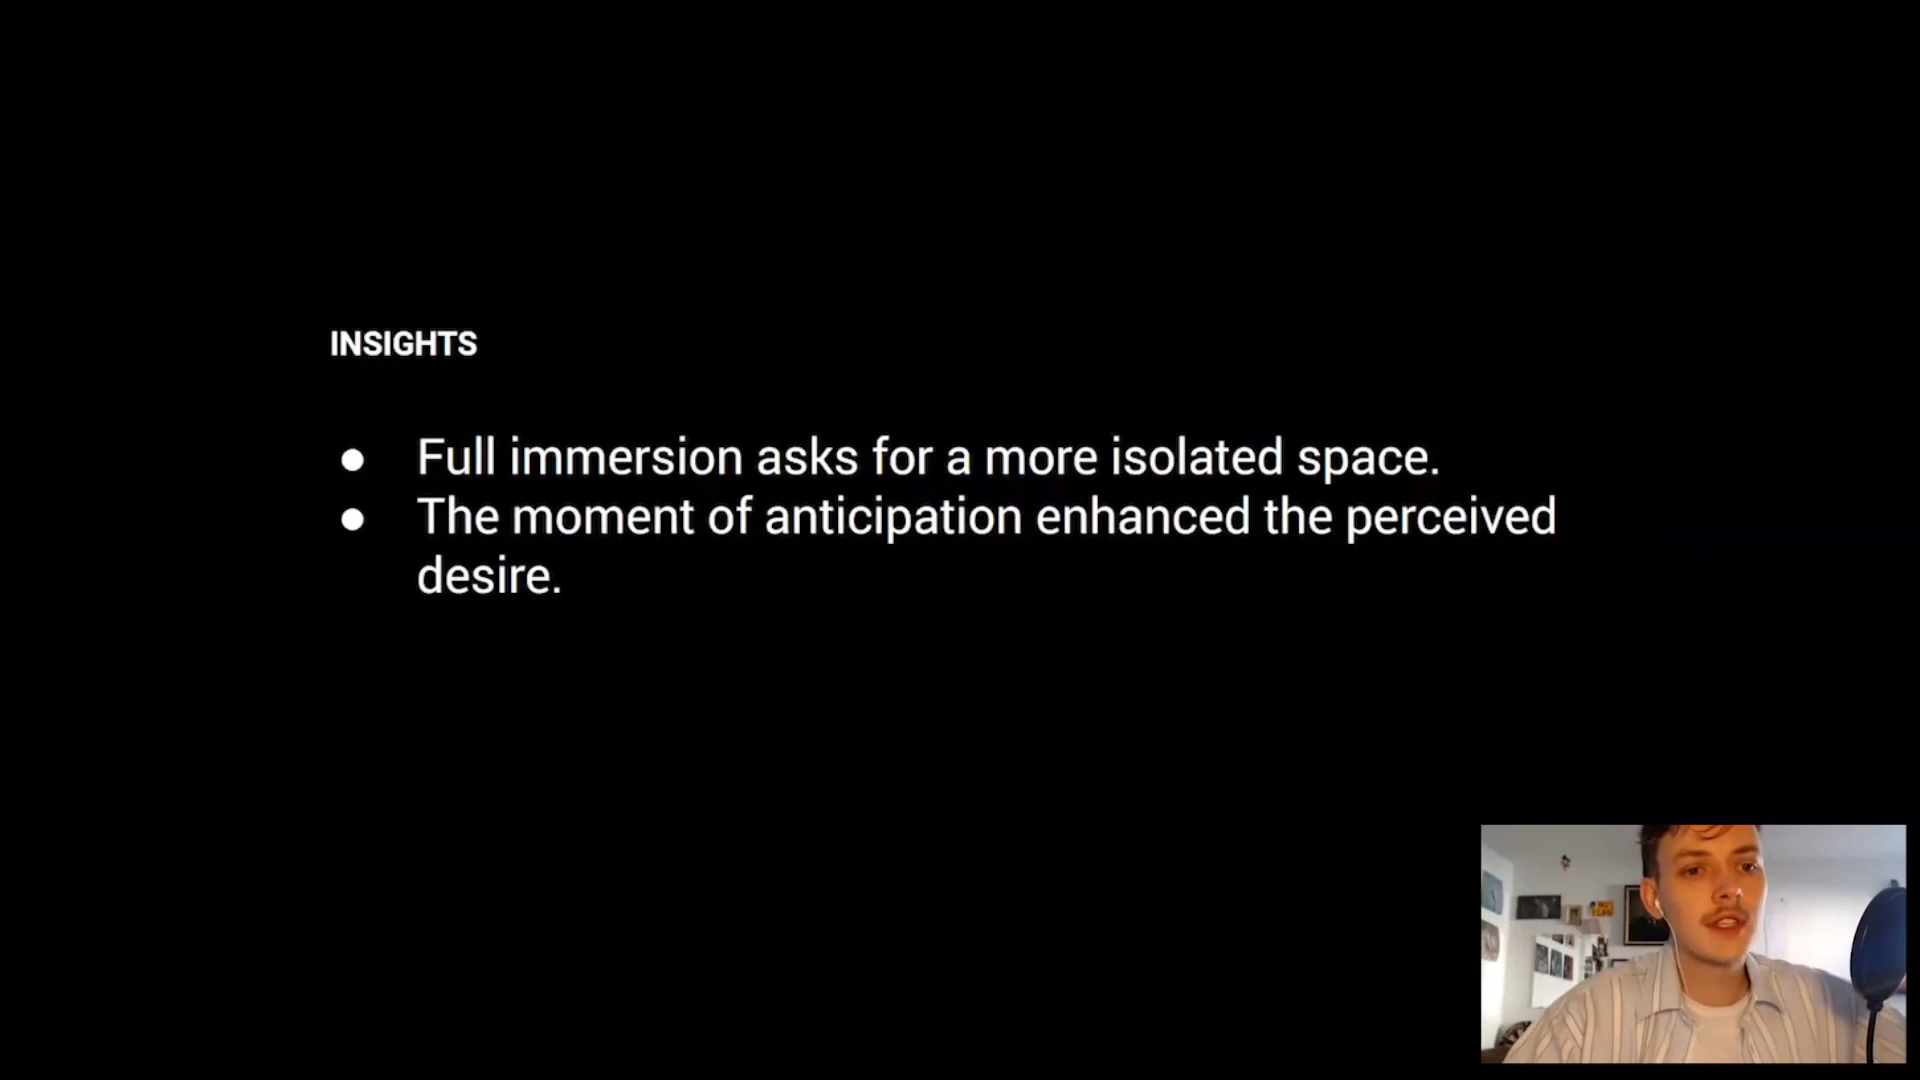 INSIGHTS
● Full immersion asks for a more isolated space.
● The moment of anticipation enhanced the perceived
desire.